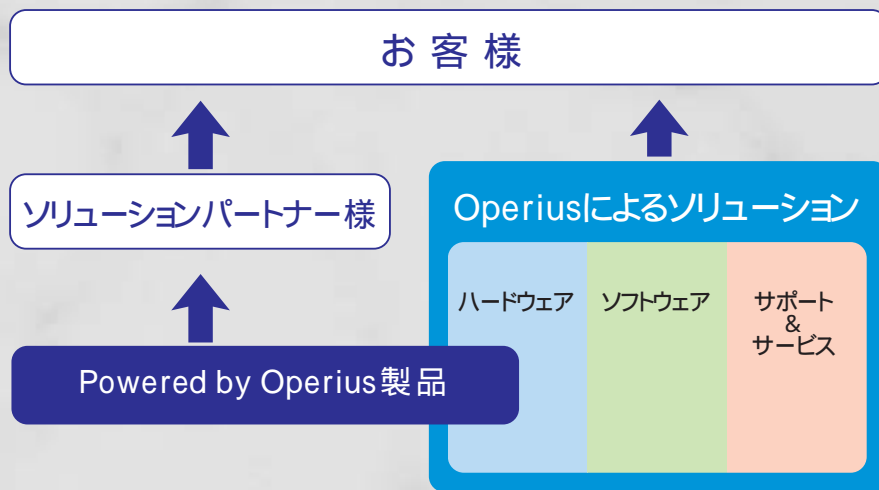 お客様
ソリューションパートナー様
Operiusによるソリューション
ハードウェア
ソフトウェア
サポート
&
サービス
Powered by Operius製品